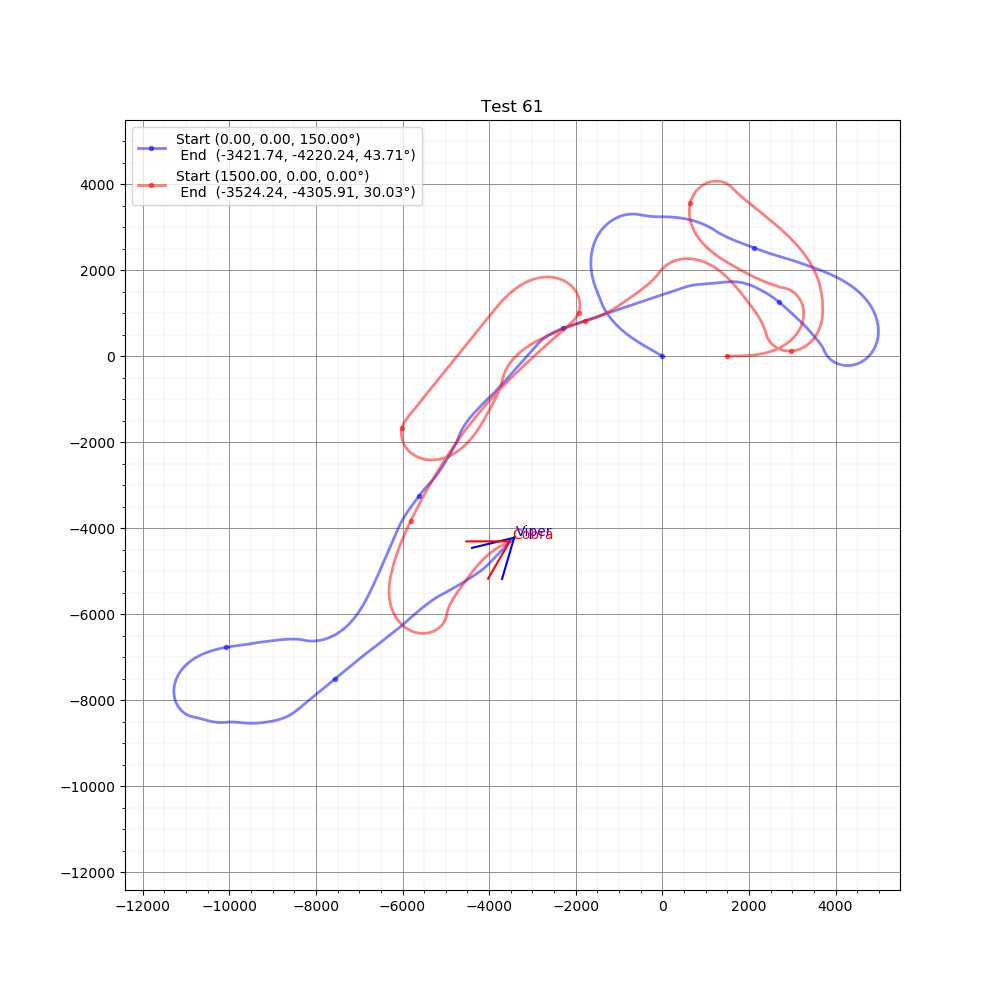 Test 61
Start (0.00, 0.00, 150.00°)
End (-3421.74, -4220.24, 43.71°)
Start (1500.00, 0.00, 0.00°)
End (-3524.24, -4305.91, 30.03°)
4000
2000
0
−2000
−4000
−6000
−8000
−10000
−12000
Viper
Cobra
−12000 −10000 −8000 −6000 −4000 −2000 0 2000 4000